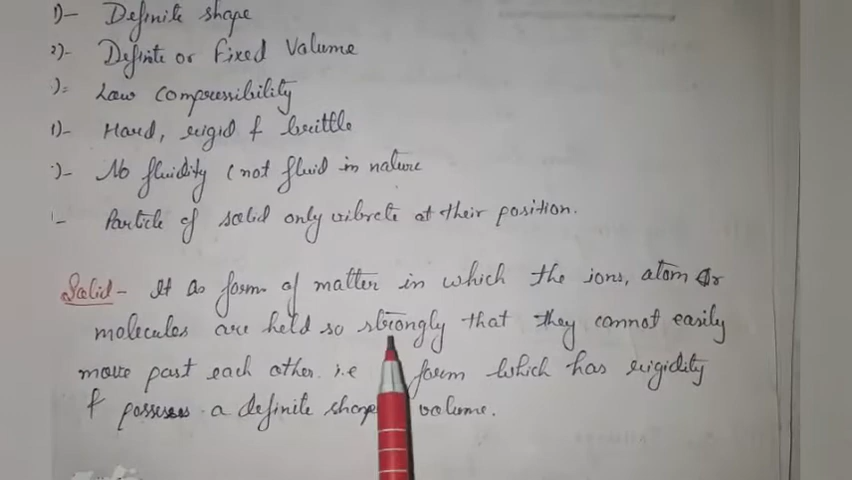 1)- Definite shape
2)- Definite or fixed Volume
)- Low compressibility
)- Hard, rigid & brittle
)- No fluidity (not fluid in nature
- Particle of solid only vibrate at their position.
Solid - It is form of matter in which the ions, atom or
molecules are held so strongly that they cannot easily
move past each other. i.e form which has rigidity
& possess a definite shape volume.